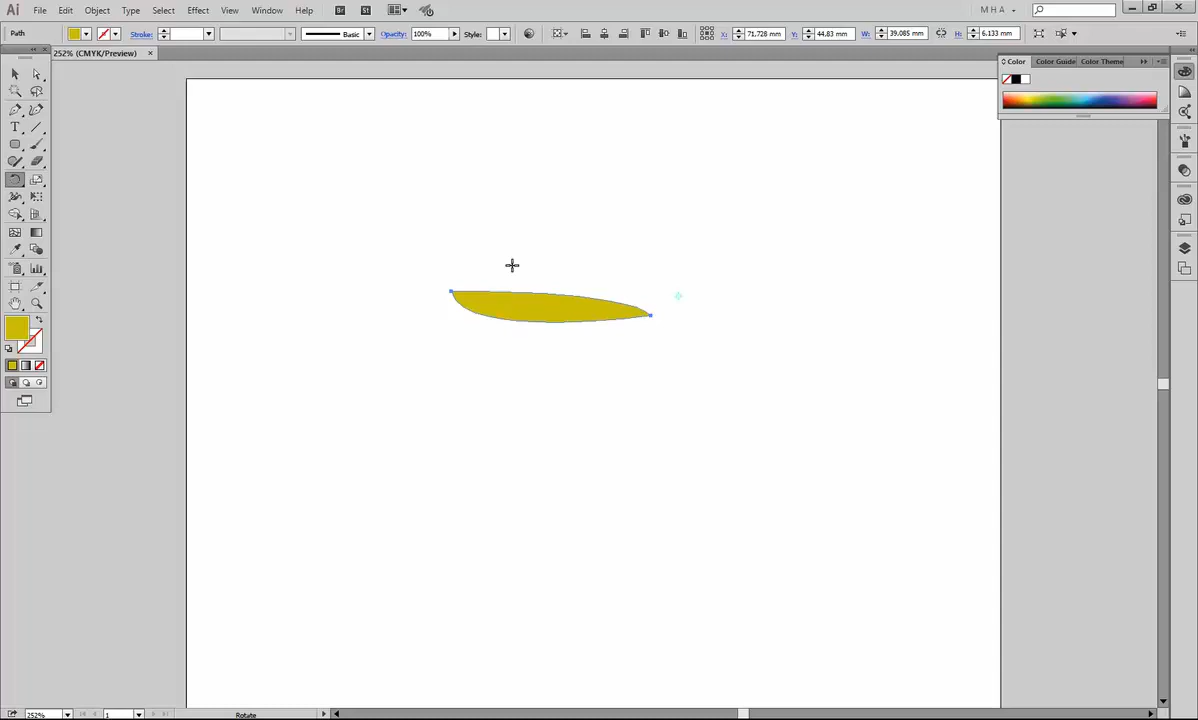 Ai File Edit Object Type Select Effect View Window Help Br St MHA
Path Stroke: Basic Opacity: 100% Style: X: 71.728 mm Y: 44.83 mm W: 39.085 mm H: 6.133 mm
252% (CMYK/Preview) ×
Color Color Guide Color Theme
T
252% 1 Rotate